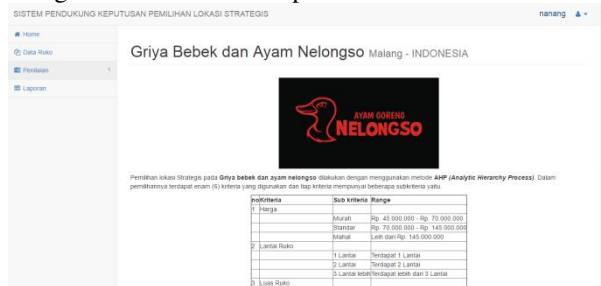 SISTEM PENDUKUNG KEPUTUSAN PEMILIHAN LOKASI STRATEGIS
nanang
Home
Data Ruko
Penilaian
Laporan
Griya Bebek dan Ayam Nelongso Malang - INDONESIA
AYAM GORENG
NELONGSO
Pemilihan lokasi Strategis pada Griya bebek dan ayam nelongso dilakukan dengan menggunakan metode AHP (Analytic Hierarchy Process). Dalam
pemilihannya terdapat enam (6) kriteria yang digunakan dan tiap kriteria mempunyai beberapa subkriteria yaitu.
no Kriteria Sub kriteria Range
1 Harga
Murah Rp. 45.000.000 - Rp. 70.000.000
Standar Rp. 70.000.000 - Rp. 145.000.000
Mahal Leih dari Rp. 145.000.000
2 Lantai Ruko
1 Lantai Terdapat 1 Lantai
2 Lantai Terdapat 2 Lantai
3 Lantai lebih Terdapat lebih dari 3 Lantai
3 Luas Ruko